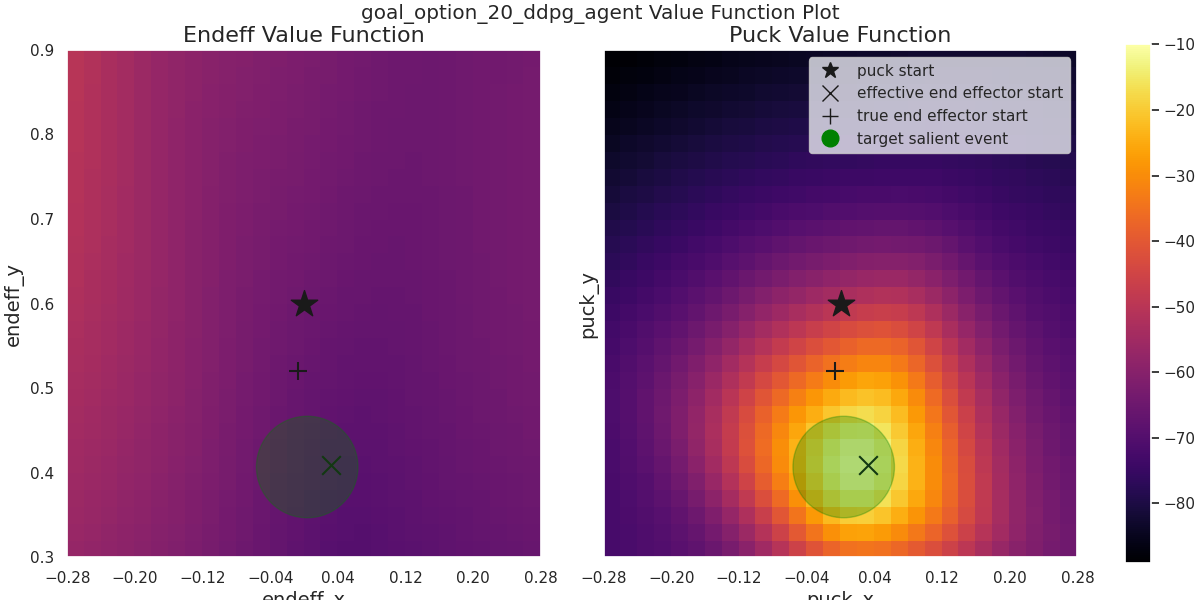 goal_option_20_ddpg_agent Value Function Plot
Endeff Value Function
Puck Value Function
0.9
0.8
0.7
0.6
0.5
0.4
0.3
endeff_y
−0.28 −0.20 −0.12 −0.04 0.04 0.12 0.20 0.28
endeff_x
puck_y
puck start
effective end effector start
true end effector start
target salient event
−0.28 −0.20 −0.12 −0.04 0.04 0.12 0.20 0.28
puck_x
−10
−20
−30
−40
−50
−60
−70
−80